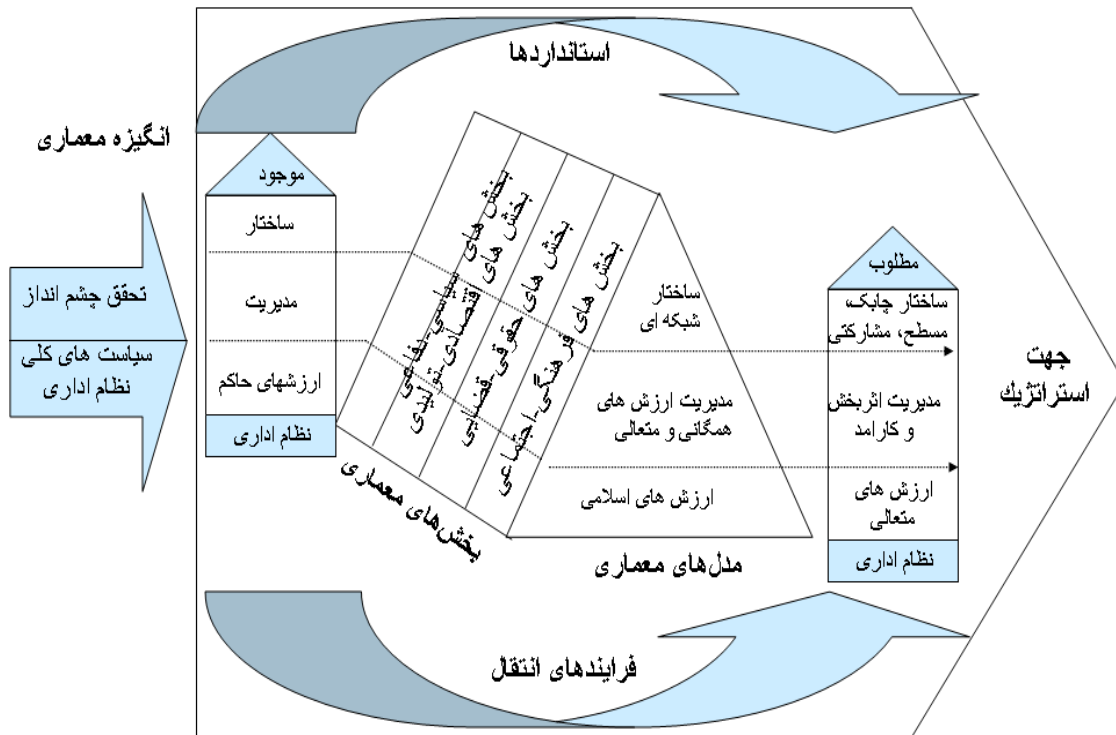 استانداردها
انگیزه معماری
تحقق چشم انداز
سیاست های کلی
نظام اداری
موجود
ساختار
مدیریت
ارزشهای حاکم
نظام اداری
بخش های سیاسی-دفاعی
بخش های اقتصادی-تولیدی
بخش های حقوقی-قضایی
بخش های فرهنگی-اجتماعی
بخش‌های معماری
ساختار
شبکه ای
مدیریت ارزش های
همگانی و متعالی
ارزش های اسلامی
مدل‌های معماری
مطلوب
ساختار چابک،
مسطح، مشارکتی
مدیریت اثربخش
و کارامد
ارزش های
متعالی
نظام اداری
جهت
استراتژیك
فرایندهای انتقال